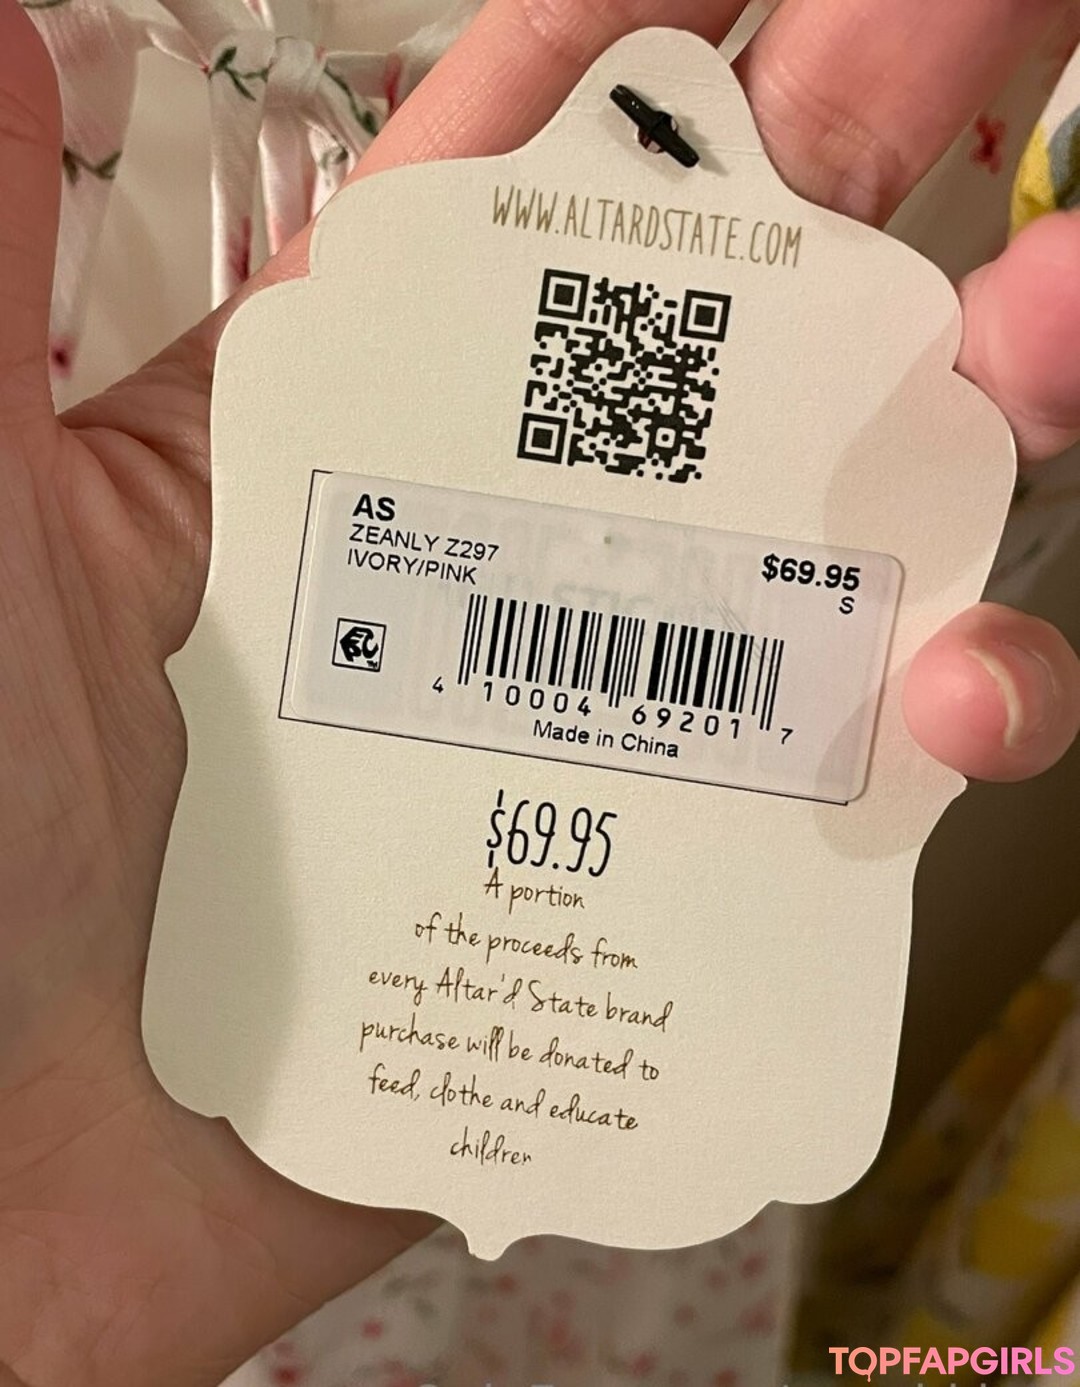 WWW.ALTARDSTATE.COM
AS
ZEANLY Z297
IVORY/PINK
$69.95
S
4 10004 69201 7
Made in China
$69.95
A portion
of the proceeds from
every Altar'd State brand
purchase will be donated to
feed, clothe and educate
children
TOPFAPGIRLS